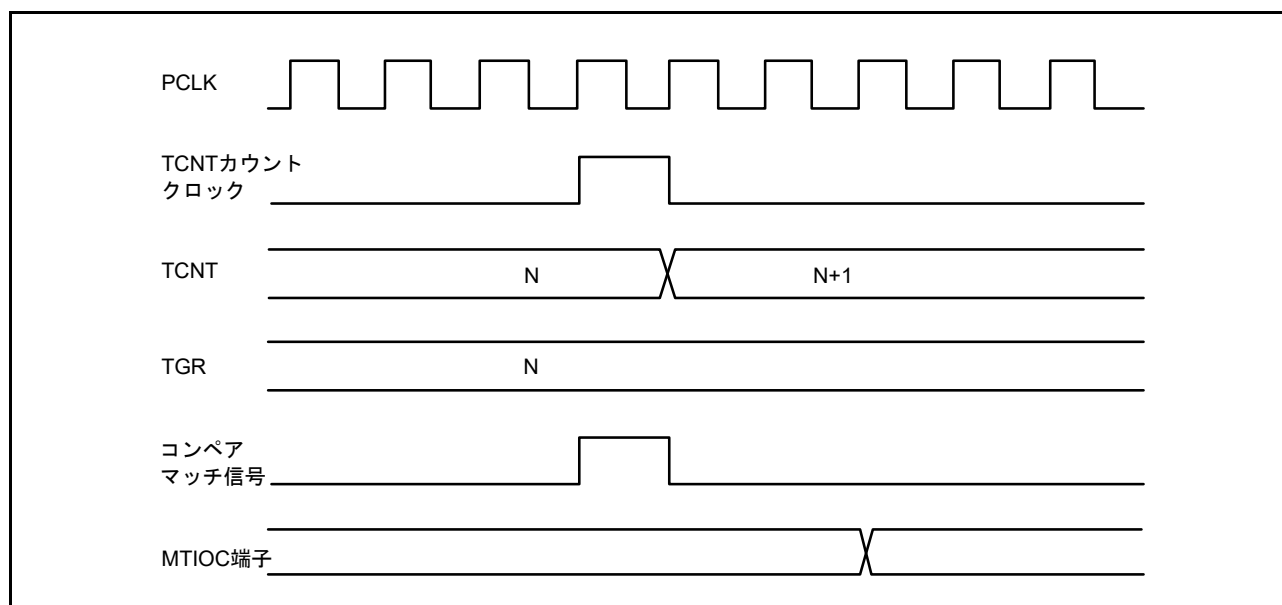 PCLK
TCNTカウント
クロック
TCNT
N
N+1
TGR
N
コンペア
マッチ信号
MTIOC端子